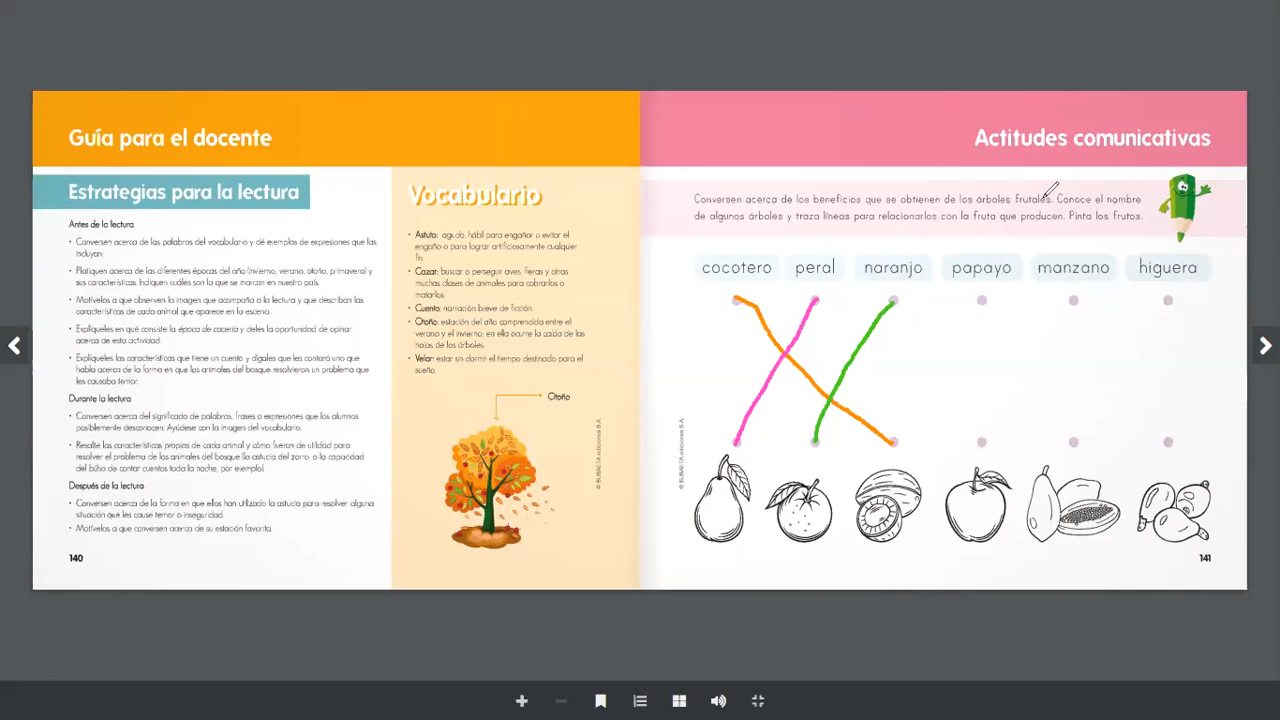 Guía para el docente
Estrategias para la lectura
Antes de la lectura
• Conversen acerca de las palabras del vocabulario y dé ejemplos de expresiones que las
incluyan.
• Platiquen acerca de las diferentes épocas del año (invierno, verano, otoño, primavera) y
sus características. Indiquen cuáles son la que se marcan en nuestro país.
• Motívelos a que observen la imagen que acompaña a la lectura y que describan las
características de cada animal que aparece en la escena.
• Explíqueles en qué consiste la época de cacería y deles la oportunidad de opinar
acerca de esta actividad.
• Explíqueles las características que tiene un cuento y dígales que les contará uno que
habla acerca de la forma en que los animales del bosque resolvieron un problema que
les causaba temor.
Durante la lectura
• Conversen acerca del significado de palabras, frases o expresiones que los alumnos
posiblemente desconocen. Ayúdese con la imagen del vocabulario.
• Resalte las características propias de cada animal y cómo fueron de utilidad para
resolver el problema de los animales del bosque (la astucia del zorro, o la capacidad
del búho de contar cuentos toda la noche, por ejemplo).
Después de la lectura
• Conversen acerca de la forma en que ellos han utilizado la astucia para resolver alguna
situación que les cause temor o inseguridad.
• Motívelos a que conversen acerca de su estación favorita.
140
Vocabulario
• Astuto: agudo, hábil para engañar o evitar el
engaño o para lograr artificiosamente cualquier
fin.
• Cazar: buscar o perseguir aves, fieras y otras
muchas clases de animales para cobrarlos o
matarlos.
• Cuento: narración breve de ficción.
• Otoño: estación del año comprendida entre el
verano y el invierno; en ella ocurre la caída de las
hojas de los árboles.
• Velar: estar sin dormir el tiempo destinado para el
sueño.
Otoño
© SUSAETA ediciones S.A.
Actitudes comunicativas
Conversen acerca de los beneficios que se obtienen de los árboles frutales. Conoce el nombre
de algunos árboles y traza líneas para relacionarlos con la fruta que producen. Pinta los frutos.
cocotero peral naranjo papayo manzano higuera
© SUSAETA ediciones S.A.
141